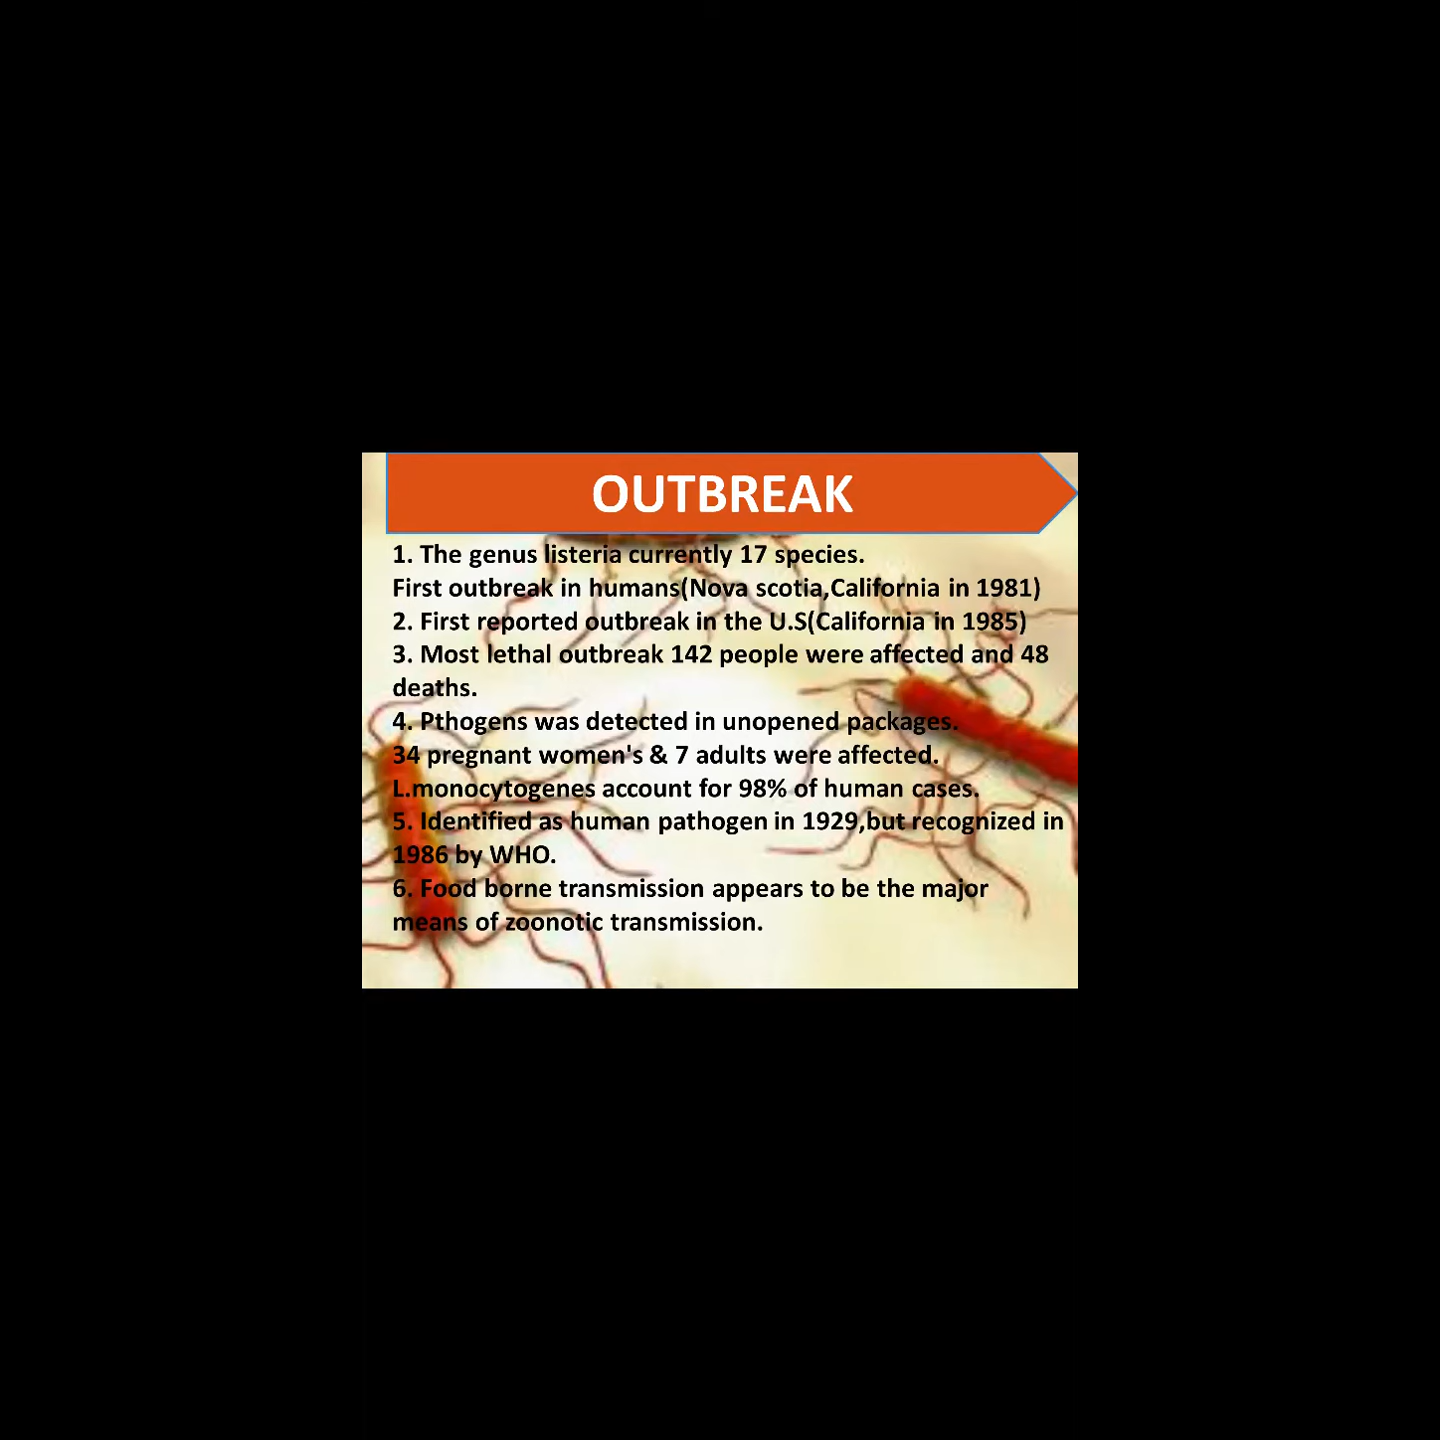 OUTBREAK
1. The genus listeria currently 17 species.
First outbreak in humans(Nova scotia,California in 1981)
2. First reported outbreak in the U.S(California in 1985)
3. Most lethal outbreak 142 people were affected and 48
deaths.
4. Pthogens was detected in unopened packages.
34 pregnant women's & 7 adults were affected.
L.monocytogenes account for 98% of human cases.
5. Identified as human pathogen in 1929,but recognized in
1986 by WHO.
6. Food borne transmission appears to be the major
means of zoonotic transmission.